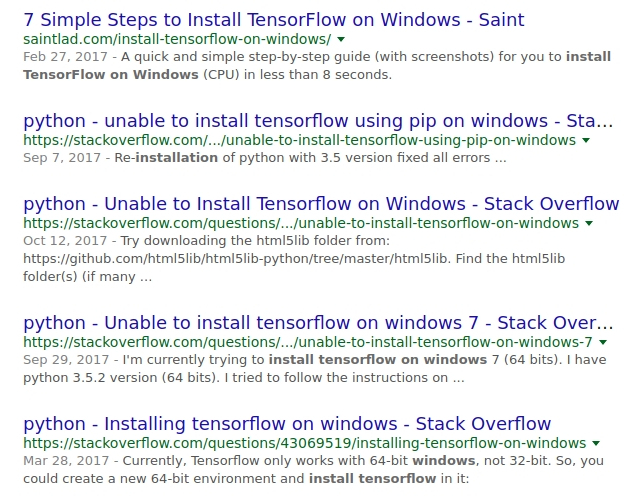 7 Simple Steps to Install TensorFlow on Windows - Saint
saintlad.com/install-tensorflow-on-windows/
Feb 27, 2017 - A quick and simple step-by-step guide (with screenshots) for you to install
TensorFlow on Windows (CPU) in less than 8 seconds.
python - unable to install tensorflow using pip on windows - Sta...
https://stackoverflow.com/.../unable-to-install-tensorflow-using-pip-on-windows
Sep 7, 2017 - Re-installation of python with 3.5 version fixed all errors ...
python - Unable to Install Tensorflow on Windows - Stack Overflow
https://stackoverflow.com/questions/.../unable-to-install-tensorflow-on-windows
Oct 12, 2017 - Try downloading the html5lib folder from:
https://github.com/html5lib/html5lib-python/tree/master/html5lib. Find the html5lib
folder(s) (if many ...
python - Unable to install tensorflow on windows 7 - Stack Over...
https://stackoverflow.com/questions/.../unable-to-install-tensorflow-on-windows-7
Sep 29, 2017 - I'm currently trying to install tensorflow on windows 7 (64 bits). I have
python 3.5.2 version (64 bits). I tried to follow the instructions on ...
python - Installing tensorflow on windows - Stack Overflow
https://stackoverflow.com/questions/43069519/installing-tensorflow-on-windows
Mar 28, 2017 - Currently, Tensorflow only works with 64-bit windows, not 32-bit. So, you
could create a new 64-bit environment and install tensorflow in it: